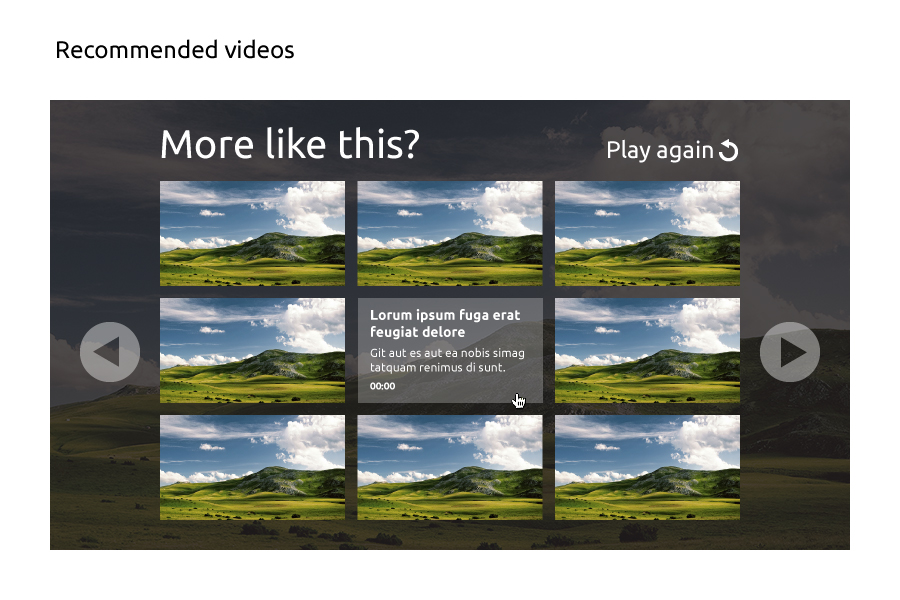 Recommended videos
More like this?
Play again
Lorum ipsum fuga erat
feugiat delore
Git aut es aut ea nobis simag
tatquam renimus di sunt.
00:00